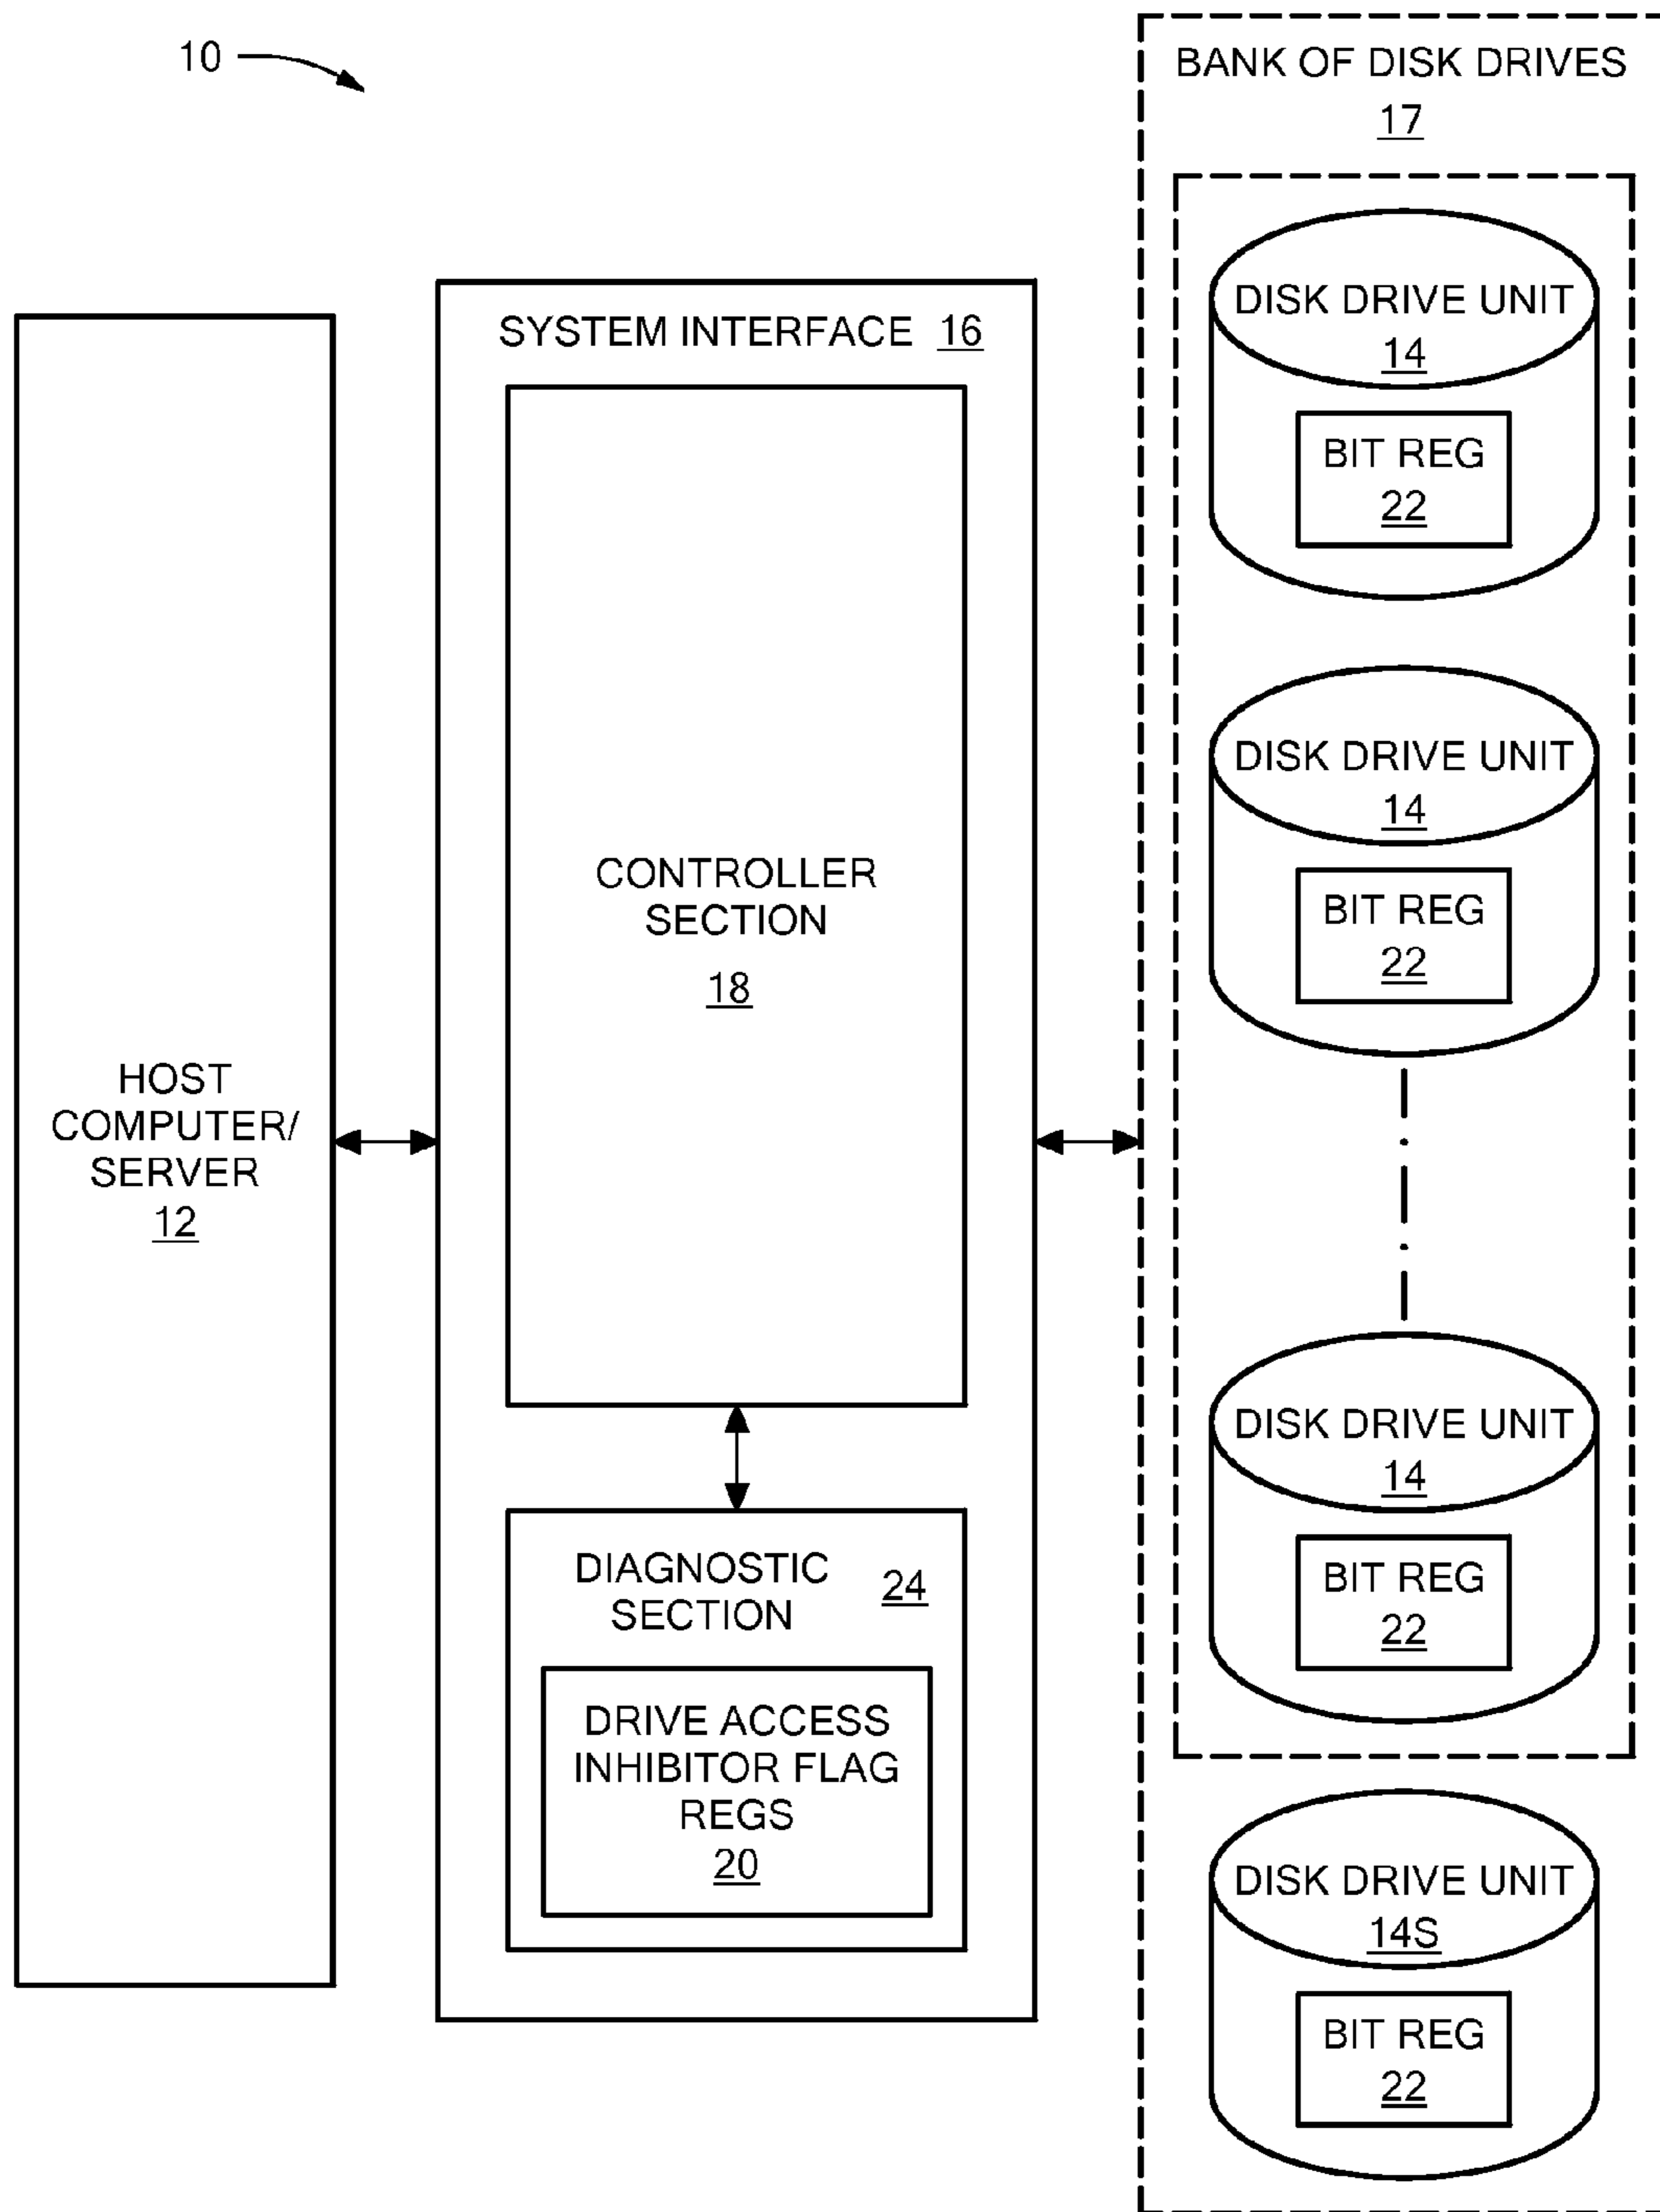 10
BANK OF DISK DRIVES
17
DISK DRIVE UNIT
14
BIT REG
22
DISK DRIVE UNIT
14
BIT REG
22
DISK DRIVE UNIT
14
BIT REG
22
DISK DRIVE UNIT
14S
BIT REG
22
SYSTEM INTERFACE 16
CONTROLLER
SECTION
18
DIAGNOSTIC
SECTION
24
DRIVE ACCESS
INHIBITOR FLAG
REGS
20
HOST
COMPUTER/
SERVER
12